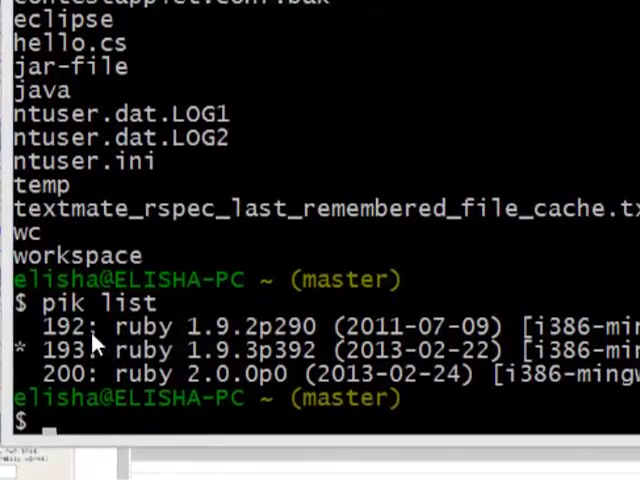 contestapplet.conf.bak
eclipse
hello.cs
jar-file
java
ntuser.dat.LOG1
ntuser.dat.LOG2
ntuser.ini
temp
textmate_rspec_last_remembered_file_cache.tx
wc
workspace
elisha@ELISHA-PC ~ (master)
$ pik list
192: ruby 1.9.2p290 (2011-07-09) [i386-min
* 193: ruby 1.9.3p392 (2013-02-22) [i386-min
200: ruby 2.0.0p0 (2013-02-24) [i386-mingw
elisha@ELISHA-PC ~ (master)
$